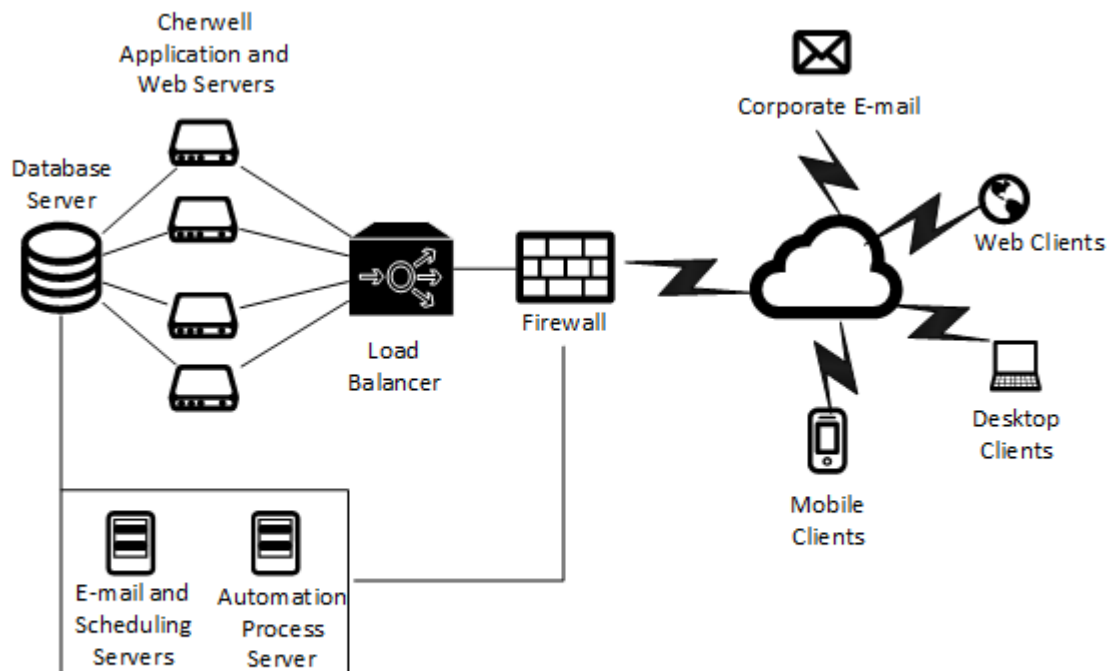 Cherwell
Application and
Web Servers
Database
Server
Load
Balancer
Firewall
Corporate E-mail
Web Clients
Desktop
Clients
Mobile
Clients
E-mail and
Scheduling
Servers
Automation
Process
Server